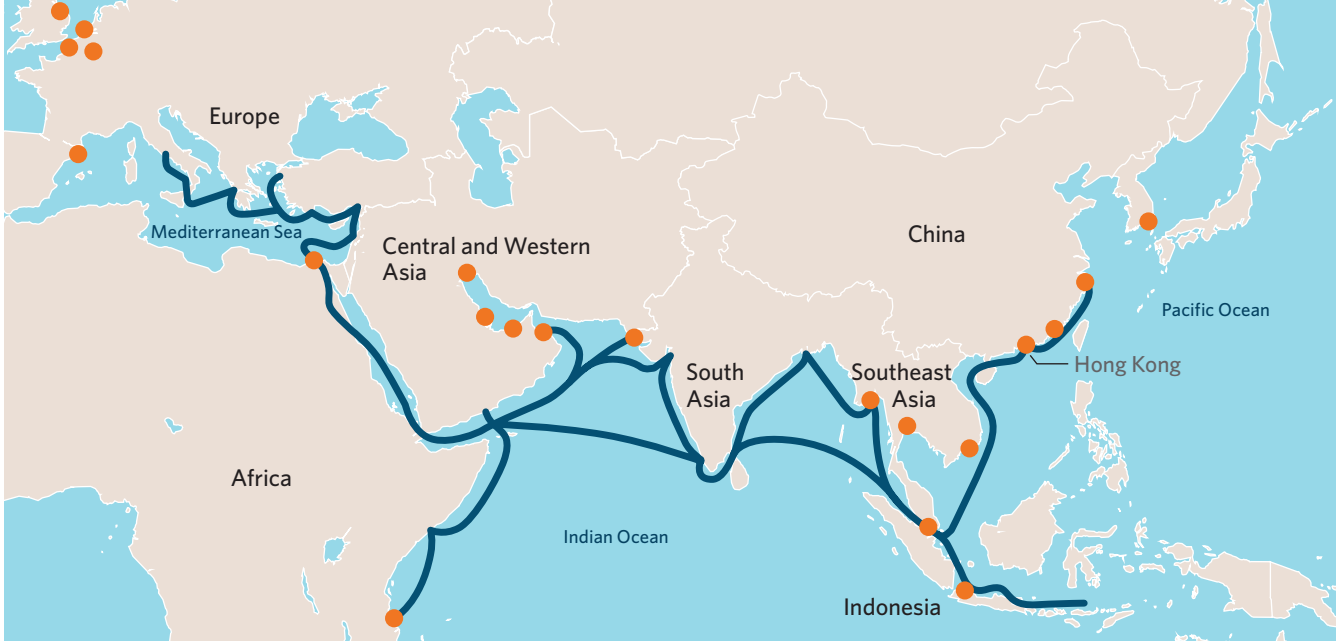 Europe
Mediterranean Sea
Central and Western
Asia
China
Pacific Ocean
Hong Kong
South
Asia
Southeast
Asia
Africa
Indian Ocean
Indonesia